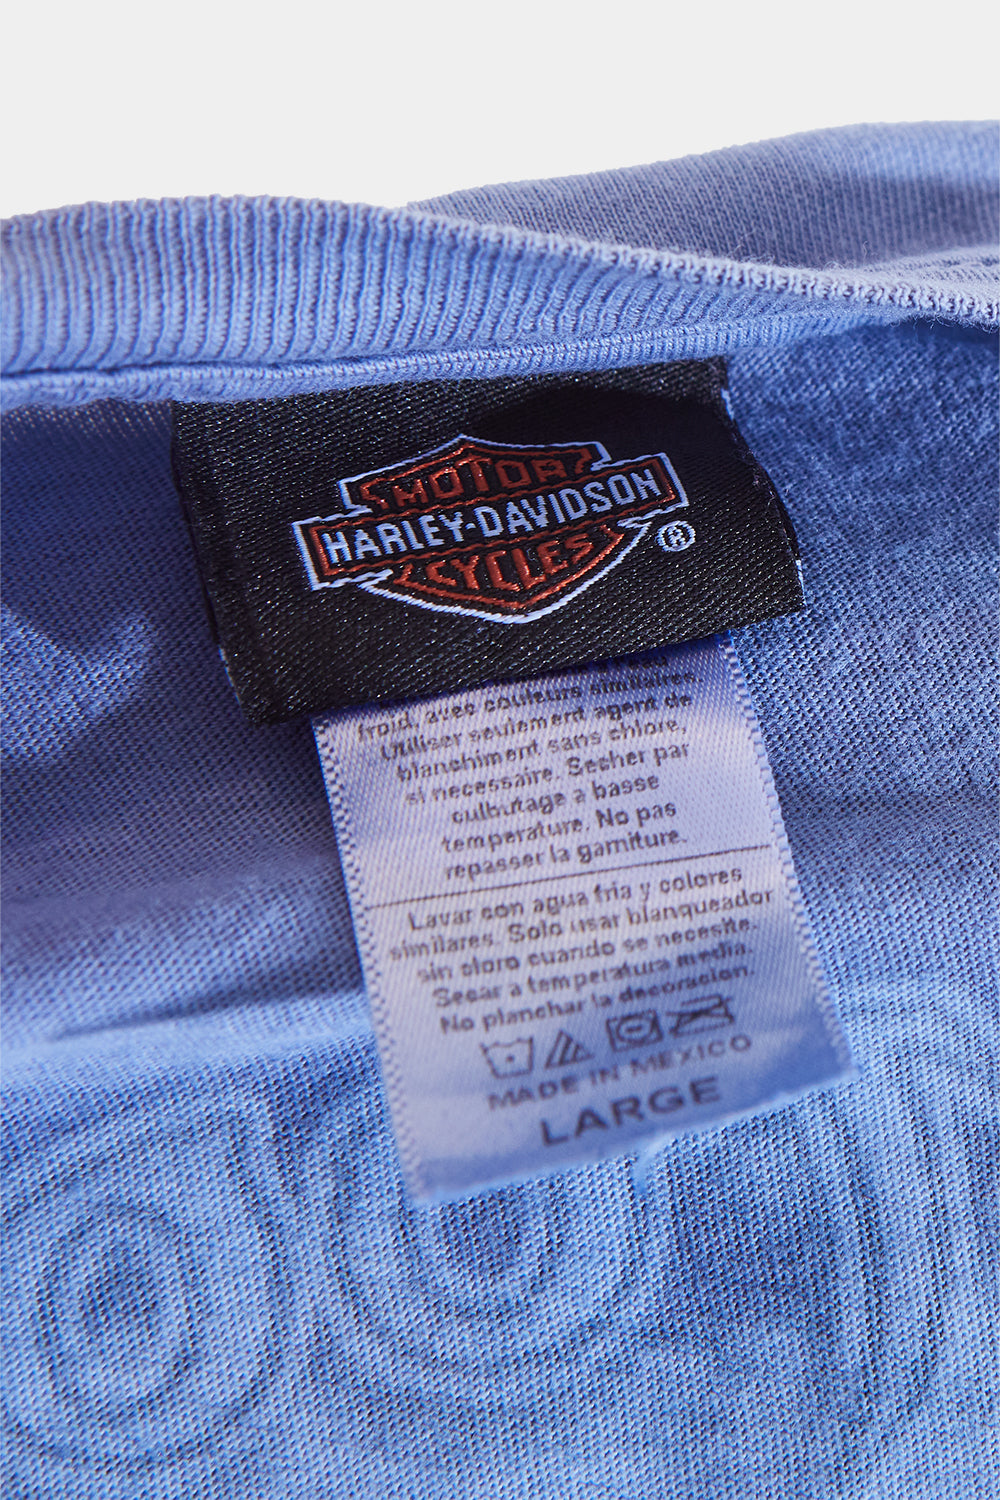 MOTOR
HARLEY-DAVIDSON
CYCLES
®
froid, avec couleurs similaires.
Utiliser seulement agent de
blanchiment sans chlore,
si necessaire. Secher par
culbutage a basse
temperature. No pas
repasser la garniture.
Lavar con agua fria y colores
similares. Solo usar blanqueador
sin cloro cuando se necesite.
Secar a temperatura media.
No planchar la decoracion.
MADE IN MEXICO
LARGE